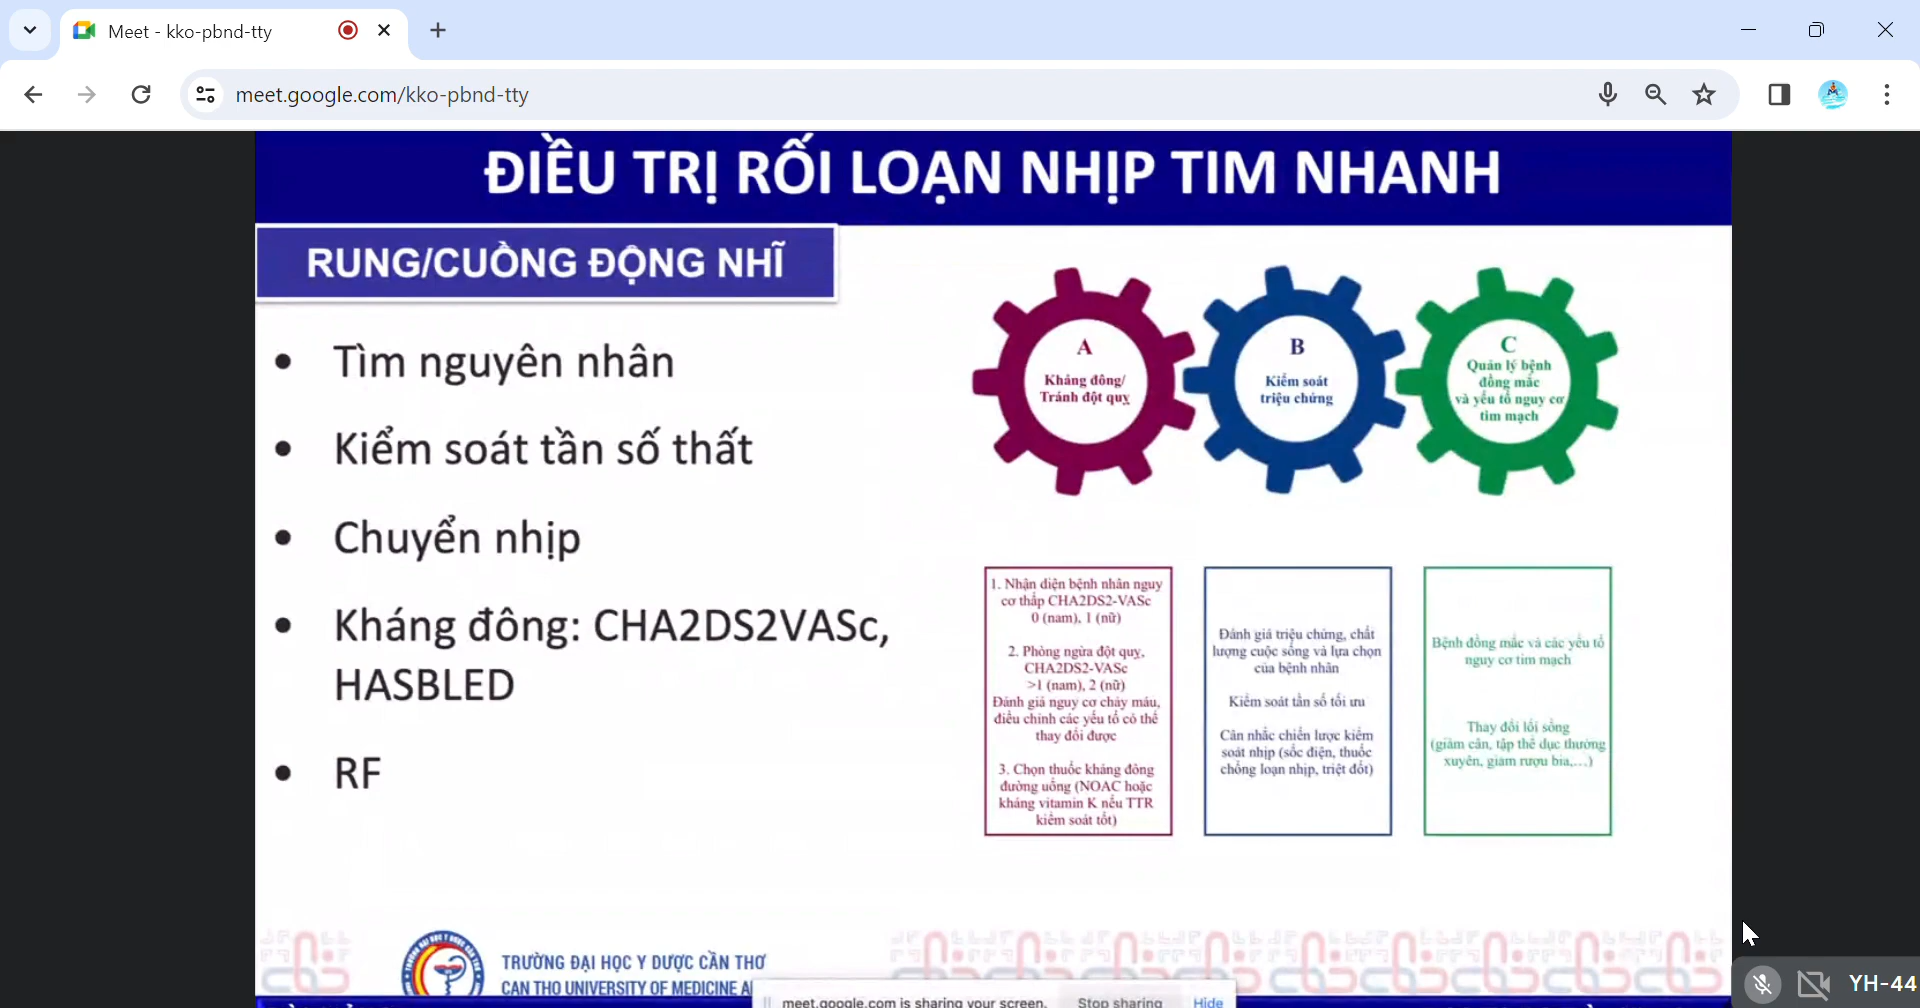 Meet - kko-pbnd-tty
meet.google.com/kko-pbnd-tty
ĐIỀU TRỊ RỐI LOẠN NHỊP TIM NHANH
RUNG/CUỒNG ĐỘNG NHĨ
• Tìm nguyên nhân
• Kiểm soát tần số thất
• Chuyển nhịp
• Kháng đông: CHA2DS2VASc,
HASBLED
• RF
A
Kháng đông/
Tránh đột quỵ
B
Kiểm soát
triệu chứng
C
Quản lý bệnh
đồng mắc
và yếu tố nguy cơ
tim mạch
1. Nhận diện bệnh nhân nguy
cơ thấp CHA2DS2-VASc
0 (nam), 1 (nữ)
2. Phòng ngừa đột quỵ,
CHA2DS2-VASc
>1 (nam), 2 (nữ)
Đánh giá nguy cơ chảy máu,
điều chỉnh các yếu tố có thể
thay đổi được
3. Chọn thuốc kháng đông
đường uống (NOAC hoặc
kháng vitamin K nếu TTR
kiểm soát tốt)
Đánh giá triệu chứng, chất
lượng cuộc sống và lựa chọn
của bệnh nhân
Kiểm soát tần số tối ưu
Cân nhắc chiến lược kiểm
soát nhịp (sốc điện, thuốc
chống loạn nhịp, triệt đốt)
Bệnh đồng mắc và các yếu tố
nguy cơ tim mạch
Thay đổi lối sống
(giảm cân, tập thể dục thường
xuyên, giảm rượu bia,...)
TRƯỜNG ĐẠI HỌC Y DƯỢC CẦN THƠ
CAN THO UNIVERSITY OF MEDICINE A
meet.google.com is sharing your screen.
Stop sharing
Hide
YH-44